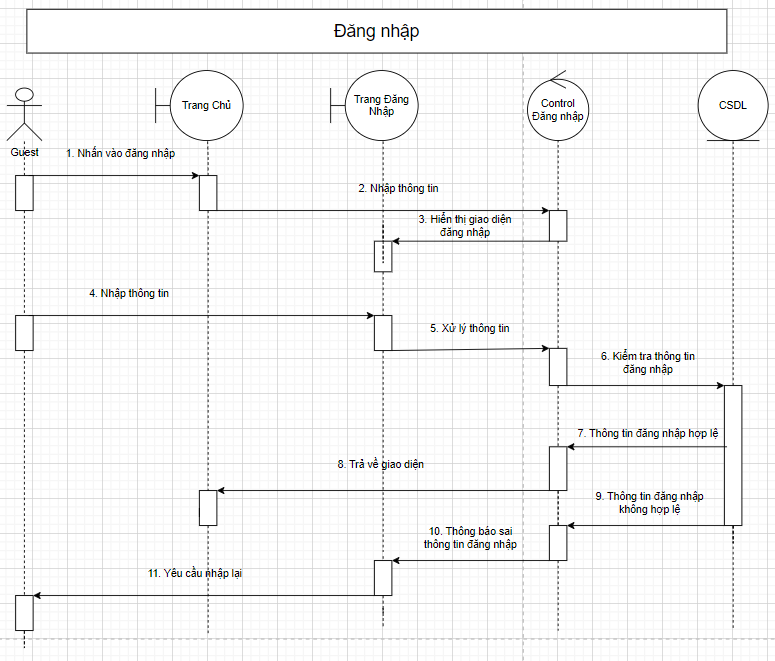 Đăng nhập
Trang Chủ
Trang Đăng
Nhập
Control
Đăng nhập
CSDL
Guest
1. Nhấn vào đăng nhập
2. Nhập thông tin
3. Hiển thị giao diện
đăng nhập
4. Nhập thông tin
5. Xử lý thông tin
6. Kiểm tra thông tin
đăng nhập
7. Thông tin đăng nhập hợp lệ
8. Trả về giao diện
9. Thông tin đăng nhập
không hợp lệ
10. Thông báo sai
thông tin đăng nhập
11. Yêu cầu nhập lại